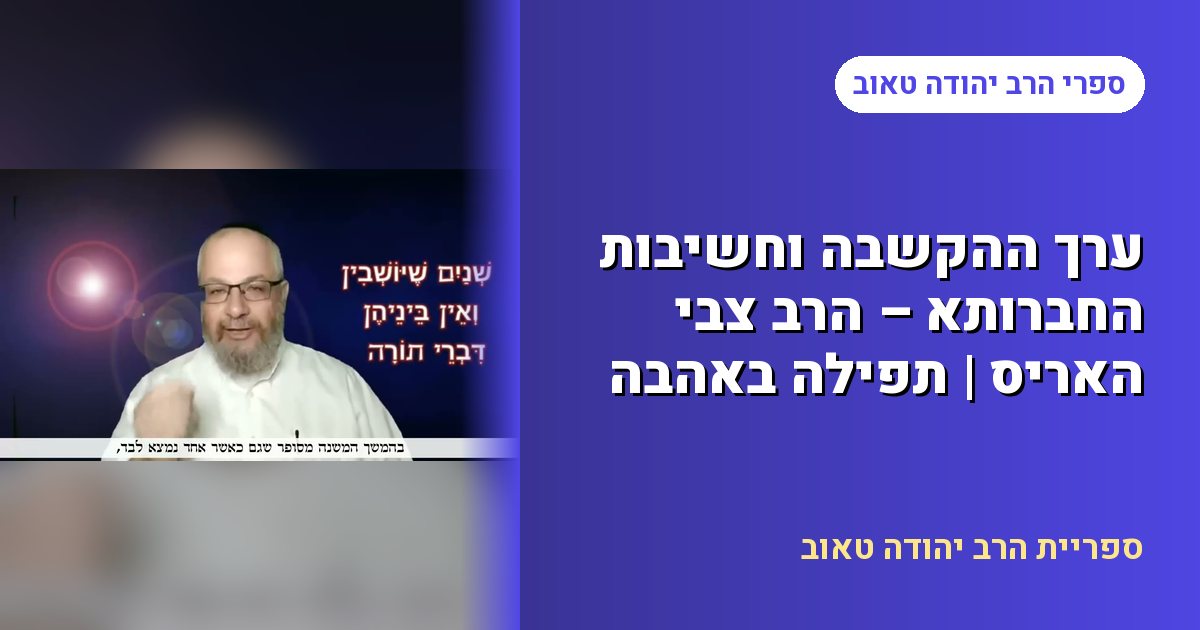 ספרי הרב יהודה טאוב
ערך ההקשבה וחשיבות
החברותא – הרב צבי
האריס | תפילה באהבה
ספריית הרב יהודה טאוב
שְׁנַיִם שֶׁיּוֹשְׁבִין
וְאֵין בֵּינֵיהֶן
דִּבְרֵי תוֹרָה
בהמשך המשנה מסופר שגם כאשר אחד נמצא לבד,